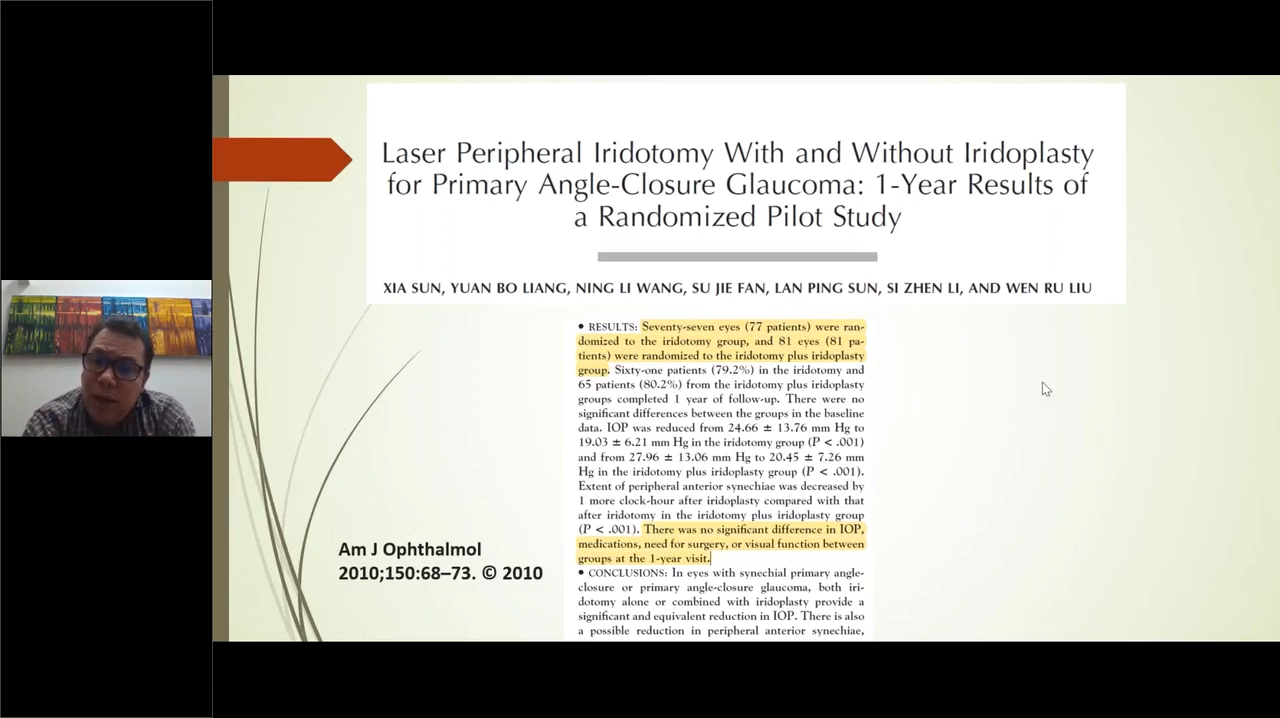 Laser Peripheral Iridotomy With and Without Iridoplasty
for Primary Angle-Closure Glaucoma: 1-Year Results of
a Randomized Pilot Study
XIA SUN, YUAN BO LIANG, NING LI WANG, SU JIE FAN, LAN PING SUN, SI ZHEN LI, AND WEN RU LIU
• RESULTS: Seventy-seven eyes (77 patients) were ran-
domized to the iridotomy group, and 81 eyes (81 pa-
tients) were randomized to the iridotomy plus iridoplasty
group. Sixty-one patients (79.2%) in the iridotomy and
65 patients (80.2%) from the iridotomy plus iridoplasty
groups completed 1 year of follow-up. There were no
significant differences between the groups in the baseline
data. IOP was reduced from 24.66 ± 13.76 mm Hg to
19.03 ± 6.21 mm Hg in the iridotomy group (P < .001)
and from 27.96 ± 13.06 mm Hg to 20.45 ± 7.26 mm
Hg in the iridotomy plus iridoplasty group (P < .001).
Extent of peripheral anterior synechiae was decreased by
1 more clock-hour after iridoplasty compared with that
after iridotomy in the iridotomy plus iridoplasty group
(P < .001). There was no significant difference in IOP,
medications, need for surgery, or visual function between
groups at the 1-year visit.
• CONCLUSIONS: In eyes with synechial primary angle-
closure or primary angle-closure glaucoma, both iri-
dotomy alone or combined with iridoplasty provide a
significant and equivalent reduction in IOP. There is also
a possible reduction in peripheral anterior synechiae,
Am J Ophthalmol
2010;150:68–73. © 2010